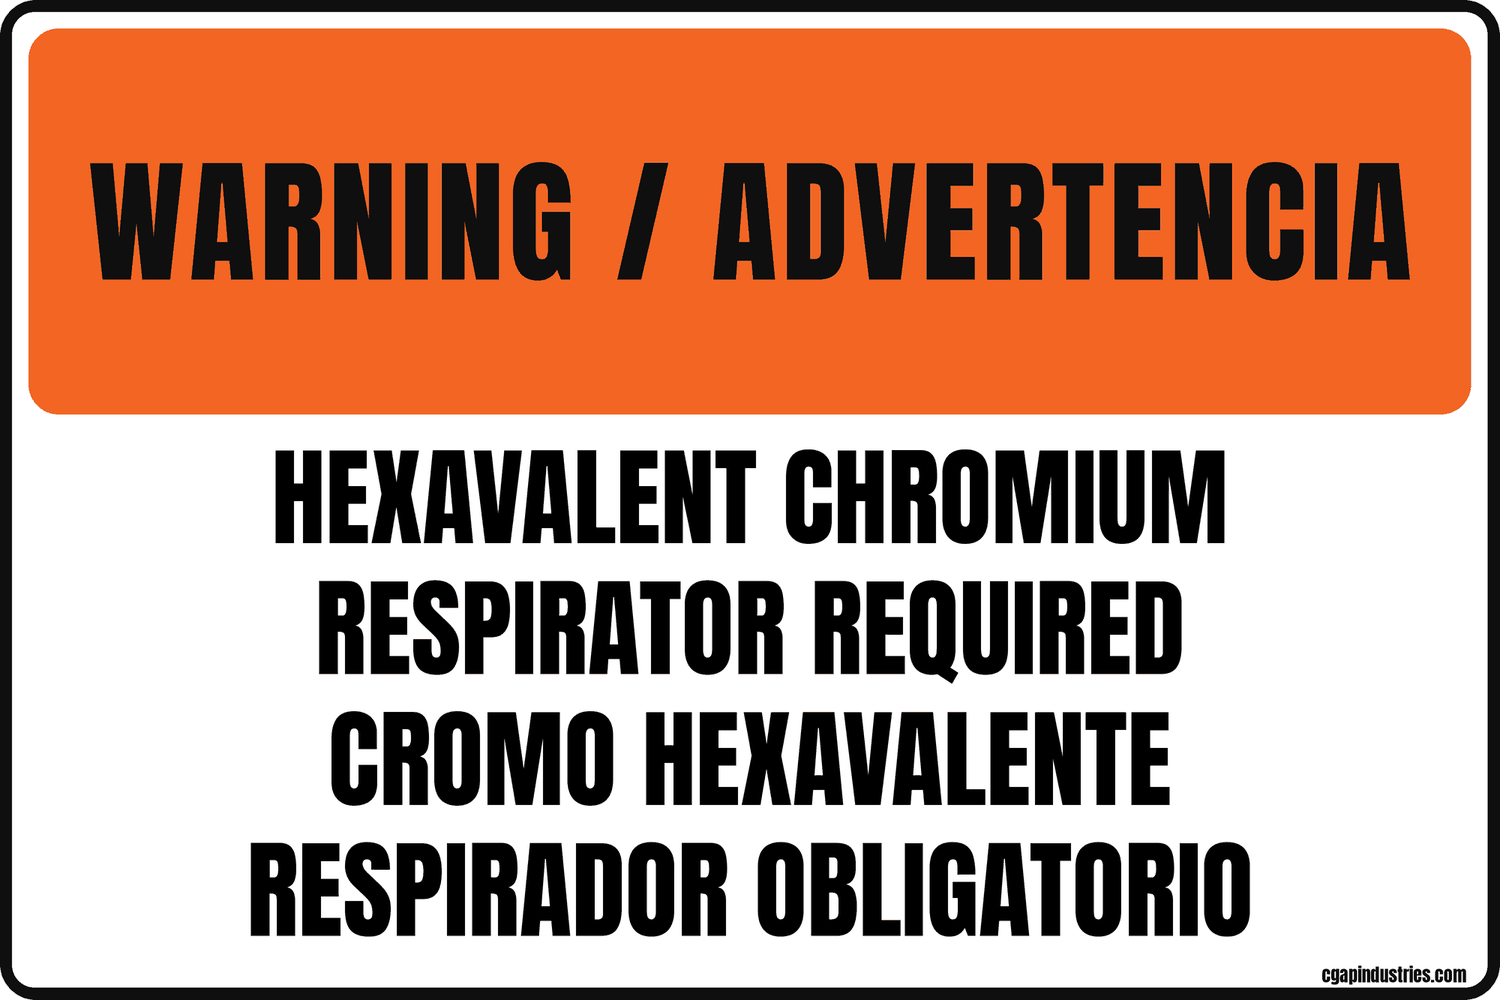 WARNING / ADVERTENCIA
HEXAVALENT CHROMIUM
RESPIRATOR REQUIRED
CROMO HEXAVALENTE
RESPIRADOR OBLIGATORIO
cgapindustries.com